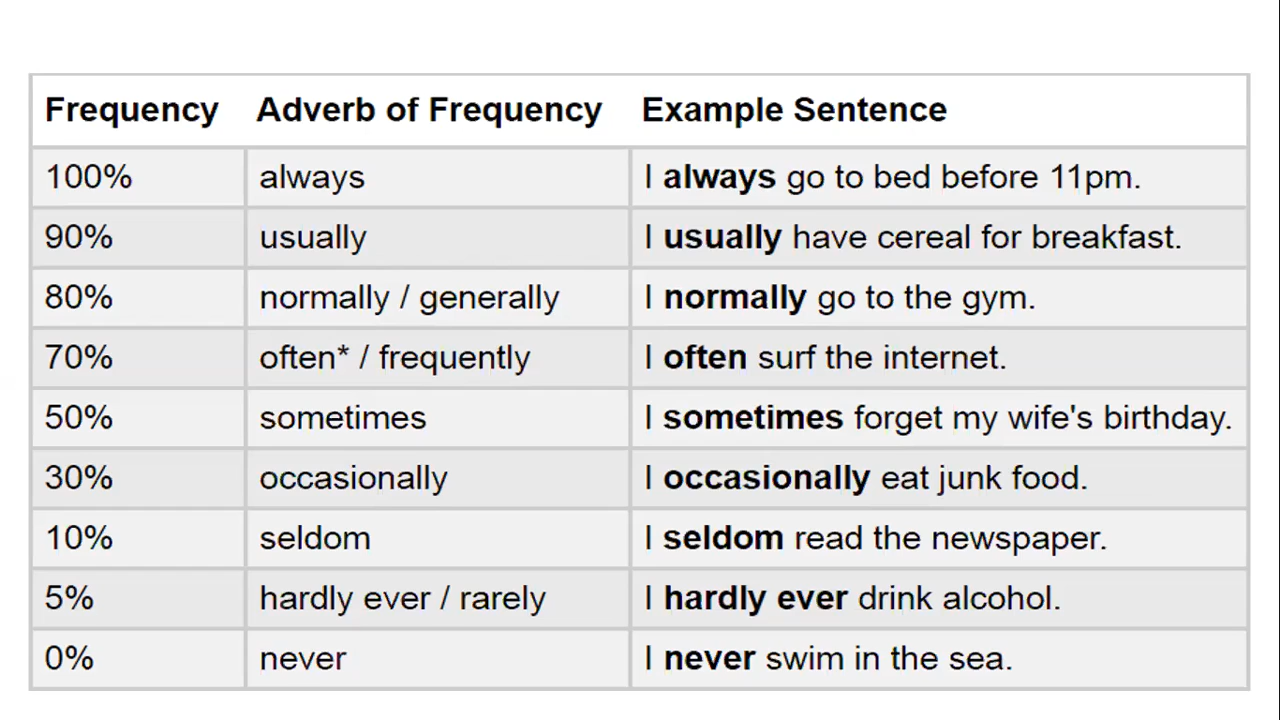 Frequency Adverb of Frequency Example Sentence
100% always I always go to bed before 11pm.
90% usually I usually have cereal for breakfast.
80% normally / generally I normally go to the gym.
70% often* / frequently I often surf the internet.
50% sometimes I sometimes forget my wife's birthday.
30% occasionally I occasionally eat junk food.
10% seldom I seldom read the newspaper.
5% hardly ever / rarely I hardly ever drink alcohol.
0% never I never swim in the sea.